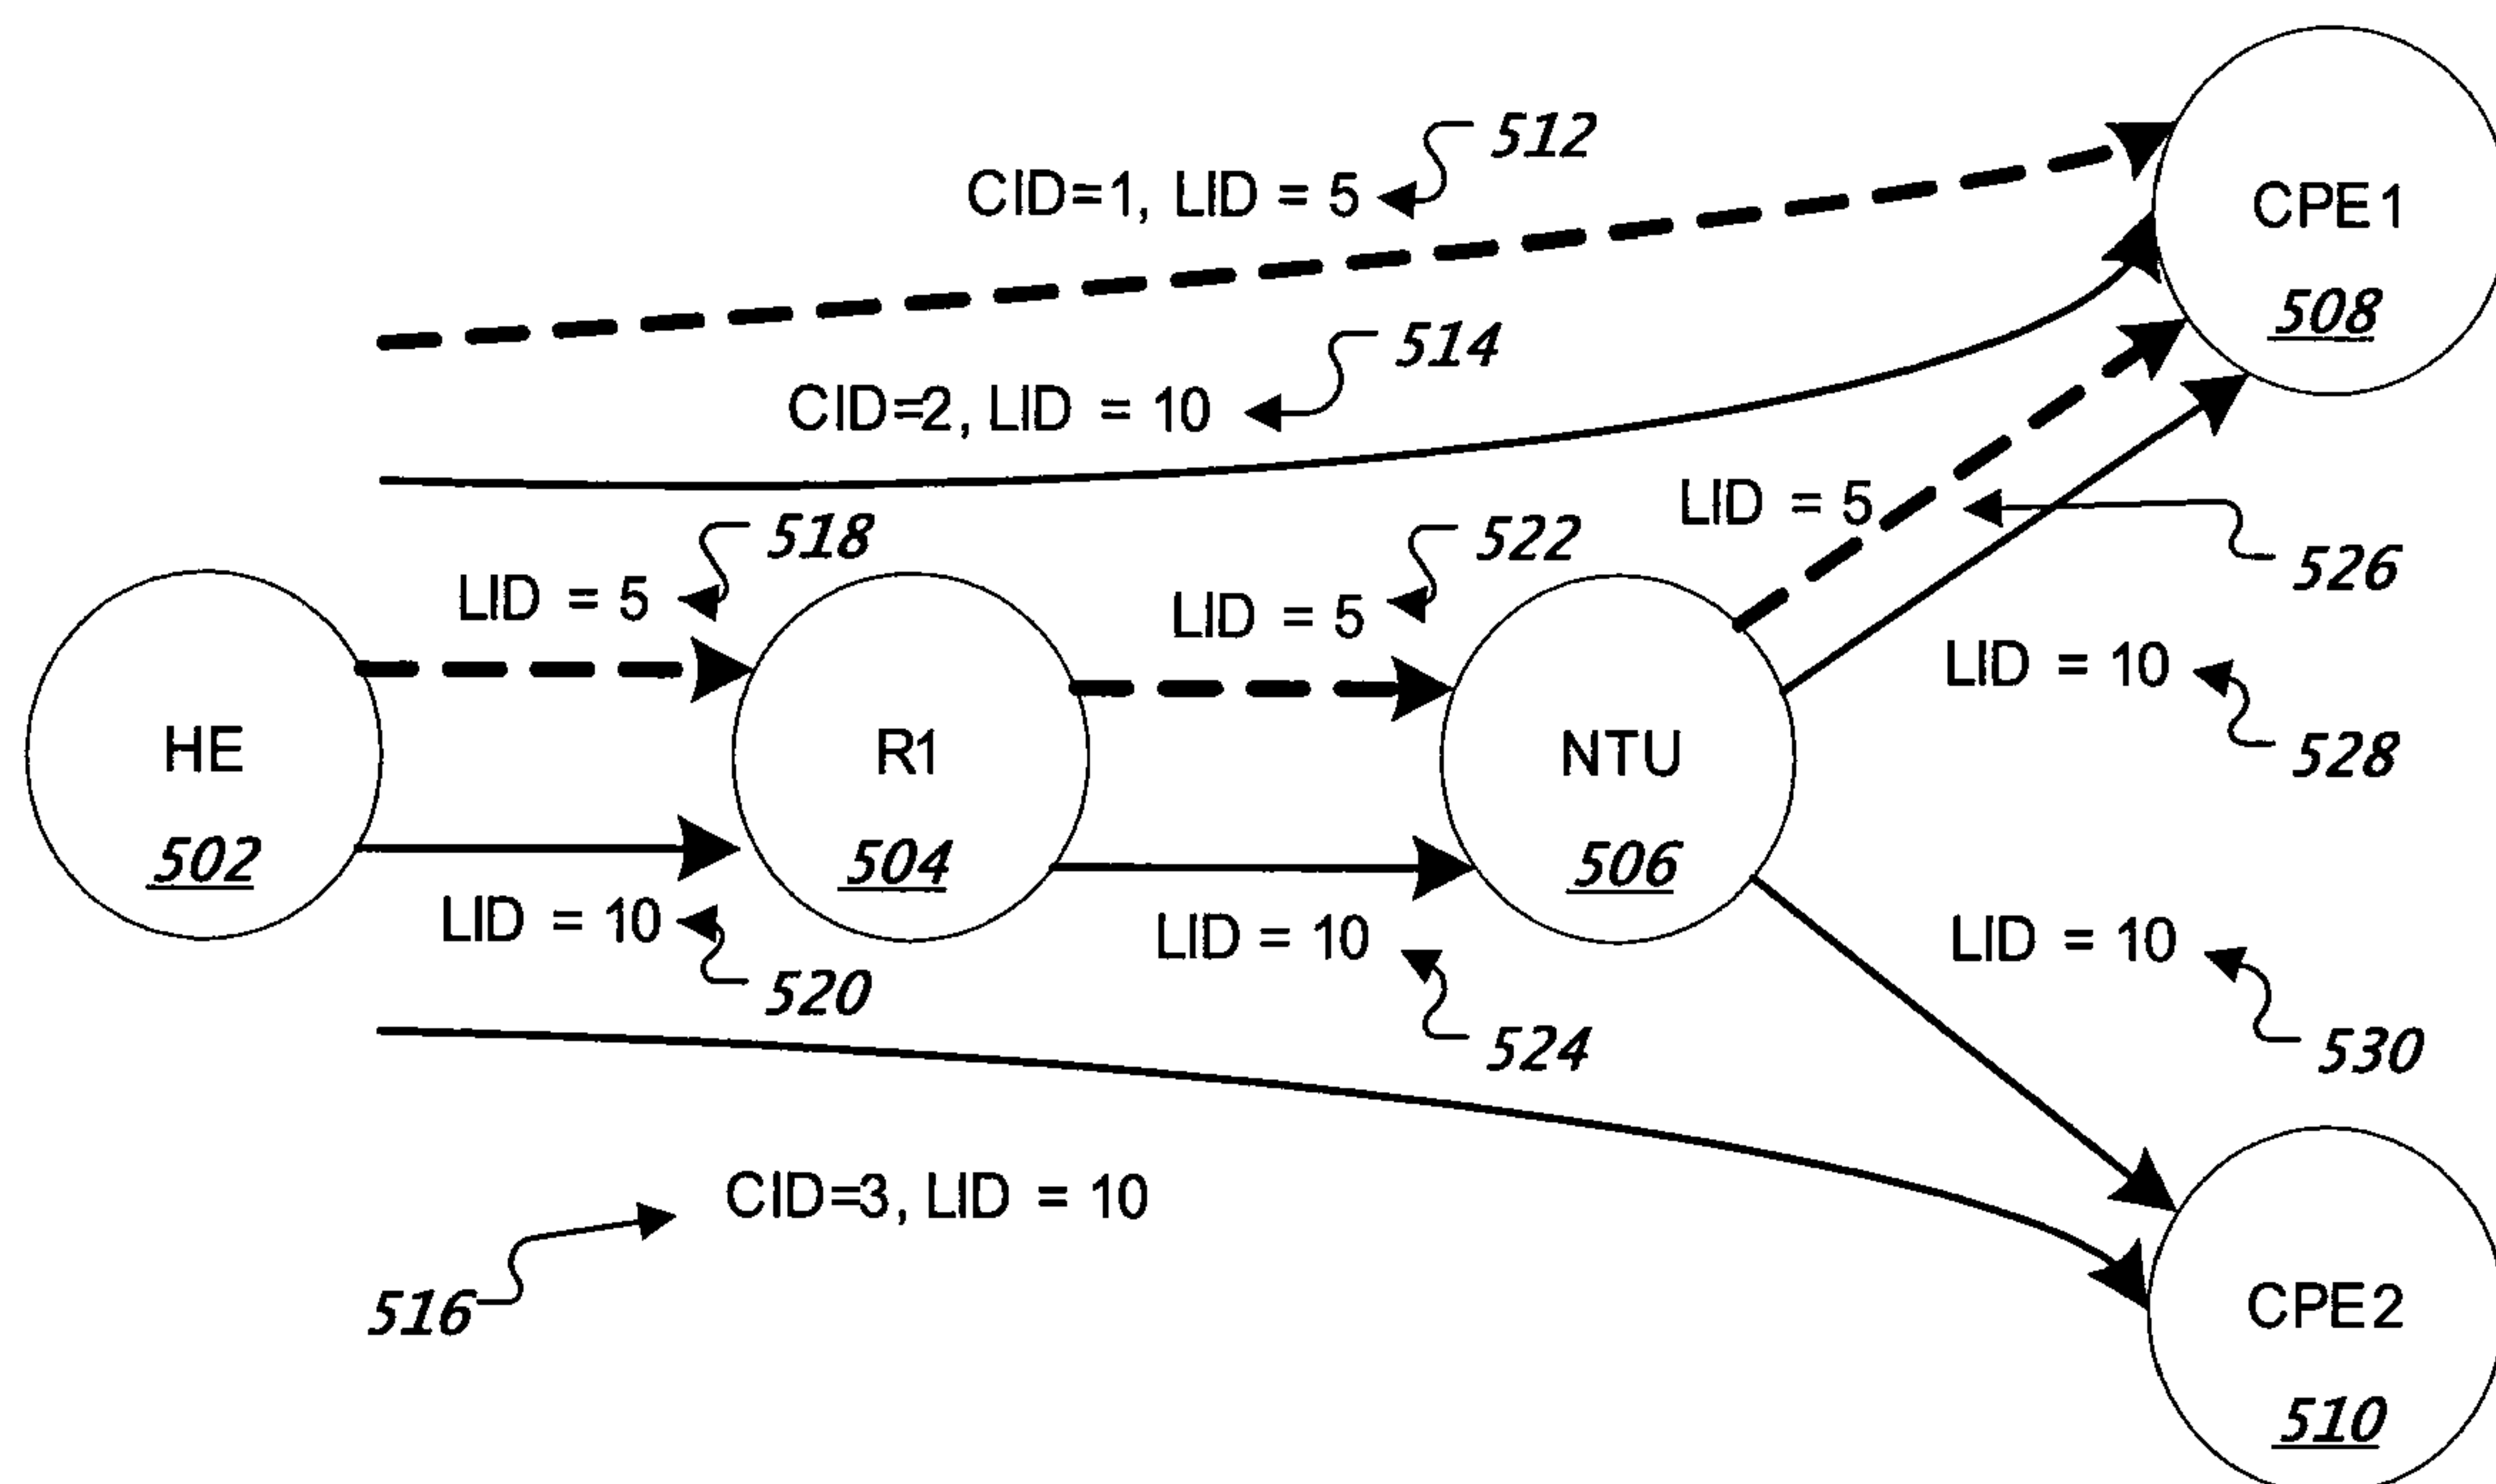 512
CID=1, LID = 5
CPE1
508
514
CID=2, LID = 10
LID = 5
518
522
526
LID = 5
LID = 5
LID = 10
HE
R1
NTU
528
502
504
506
LID = 10
LID = 10
LID = 10
520
524
530
CID=3, LID = 10
516
CPE2
510